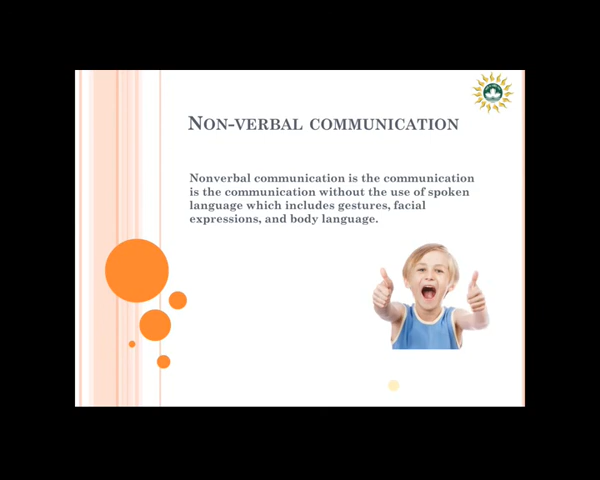 NON-VERBAL COMMUNICATION
Nonverbal communication is the communication
is the communication without the use of spoken
language which includes gestures, facial
expressions, and body language.